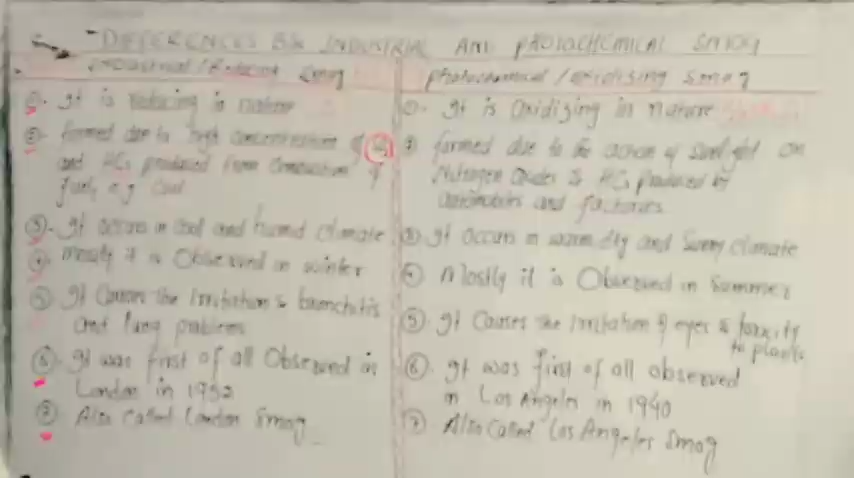 DIFFERENCES B/w INDUSTRIAL AND PHOTOCHEMICAL SMOG
Industrial / Reducing Smog
① It is reducing in nature
② formed due to high concentration of
and HCs produced from Combustion of
fuels, e.g. Coal
③ It occurs in Cool and humid climate
④ Mostly it is Observed in winter
⑤ It Causes the Irritation & bronchitis
and lung problems
⑥ It was first of all Observed in
London in 1952
⑦ Also Called London Smog
photochemical / oxidising Smog
① It is Oxidizing in nature
② formed due to the action of Sunlight on
Nitrogen Oxides & HCs produced by
automobiles and factories
③ It occurs in warm dry and Sunny climate
④ Mostly it is Observed in Summer
⑤ It Causes the Irritation of eyes & toxicity
to plants
⑥ It was first of all observed
in Los Angeles in 1940
⑦ Also Called Los Angeles Smog